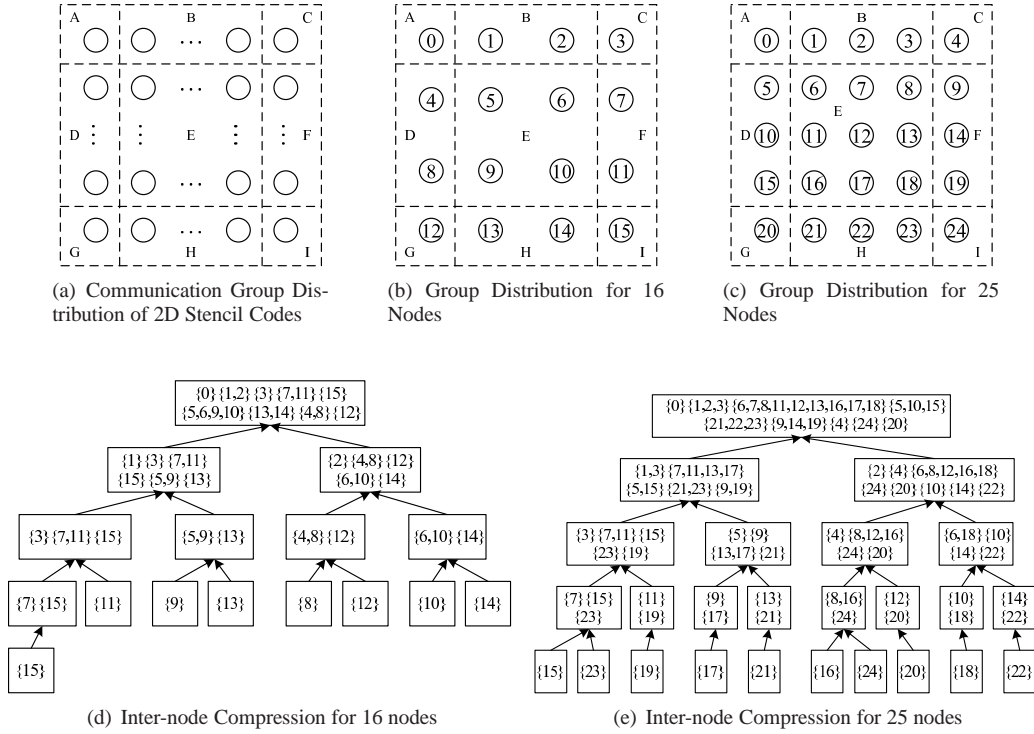 A B C
D ... E ... F
G H I
(a) Communication Group Dis-
tribution of 2D Stencil Codes
A B C
0 1 2 3
4 5 6 7
D E F
8 9 10 11
12 13 14 15
G H I
(b) Group Distribution for 16
Nodes
A B C
0 1 2 3 4
5 6 7 8 9
E
D 10 11 12 13 14 F
15 16 17 18 19
20 21 22 23 24
G H I
(c) Group Distribution for 25
Nodes
{0} {1,2} {3} {7,11} {15}
{5,6,9,10} {13,14} {4,8} {12}
{1} {3} {7,11}
{15} {5,9} {13}
{2} {4,8} {12}
{6,10} {14}
{3} {7,11} {15}
{5,9} {13}
{4,8} {12}
{6,10} {14}
{7} {15}
{11}
{9}
{13}
{8}
{12}
{10}
{14}
{15}
(d) Inter-node Compression for 16 nodes
{0} {1,2,3} {6,7,8,11,12,13,16,17,18} {5,10,15}
{21,22,23} {9,14,19} {4} {24} {20}
{1,3} {7,11,13,17}
{5,15} {21,23} {9,19}
{2} {4} {6,8,12,16,18}
{24} {20} {10} {14} {22}
{3} {7,11} {15}
{23} {19}
{5} {9}
{13,17} {21}
{4} {8,12,16}
{24} {20}
{6,18} {10}
{14} {22}
{7} {15}
{23}
{11}
{19}
{9}
{17}
{13}
{21}
{8,16}
{24}
{12}
{20}
{10}
{18}
{14}
{22}
{15}
{23}
{19}
{17}
{21}
{16}
{24}
{20}
{18}
{22}
(e) Inter-node Compression for 25 nodes